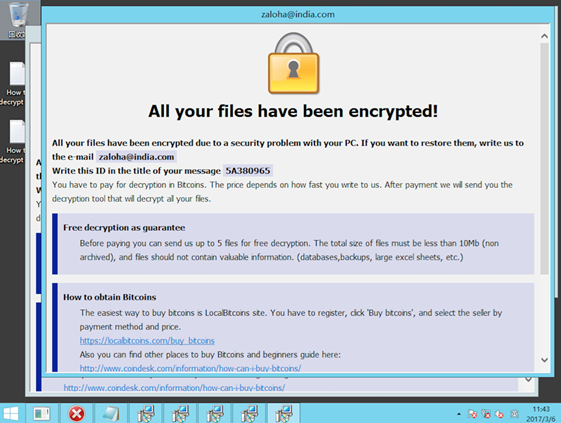 zaloha@india.com
All your files have been encrypted!
All your files have been encrypted due to a security problem with your PC. If you want to restore them, write us to
the e-mail zaloha@india.com
Write this ID in the title of your message 5A380965
You have to pay for decryption in Bitcoins. The price depends on how fast you write to us. After payment we will send you the
decryption tool that will decrypt all your files.
Free decryption as guarantee
Before paying you can send us up to 5 files for free decryption. The total size of files must be less than 10Mb (non
archived), and files should not contain valuable information. (databases,backups, large excel sheets, etc.)
How to obtain Bitcoins
The easiest way to buy bitcoins is LocalBitcoins site. You have to register, click 'Buy bitcoins', and select the seller by
payment method and price.
https://localbitcoins.com/buy_bitcoins
Also you can find other places to buy Bitcoins and beginners guide here:
http://www.coindesk.com/information/how-can-i-buy-bitcoins/
http://www.coindesk.com/information/how-can-i-buy-bitcoins/
回收
How t
decrypt
How t
decrypt
11:43
2017/3/6